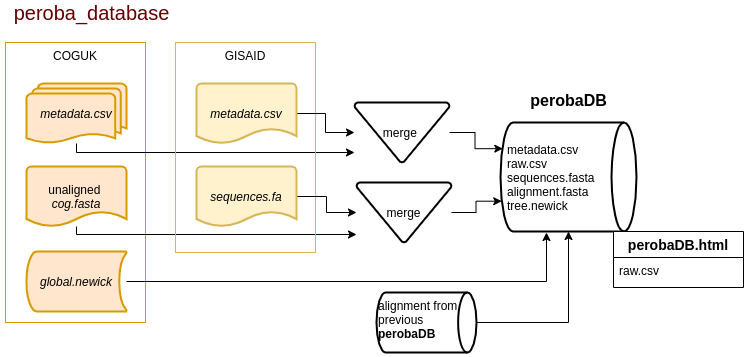 peroba_database
COGUK
GISAID
metadata.csv
metadata.csv
merge
perobaDB
metadata.csv
raw.csv
sequences.fasta
alignment.fasta
tree.newick
unaligned
cog.fasta
sequences.fa
merge
perobaDB.html
raw.csv
global.newick
alignment from
previous
perobaDB